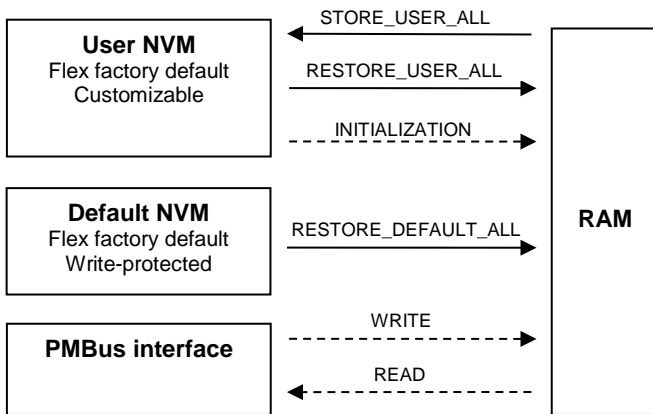 STORE_USER_ALL
User NVM
Flex factory default
Customizable
RESTORE_USER_ALL
INITIALIZATION
Default NVM
Flex factory default
Write-protected
RESTORE_DEFAULT_ALL
RAM
PMBus interface
WRITE
READ